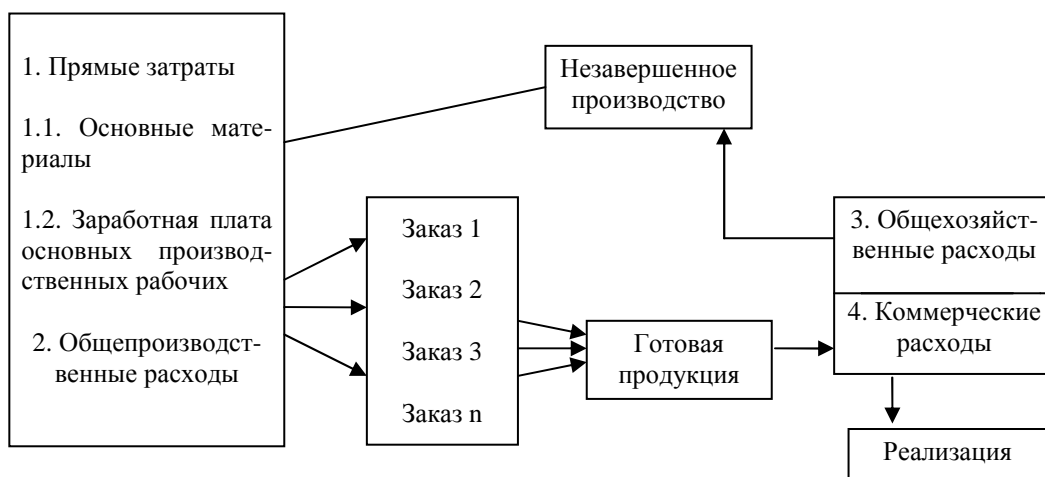 1. Прямые затраты
1.1. Основные мате-
риалы
1.2. Заработная плата
основных производ-
ственных рабочих
2. Общепроизводст-
венные расходы
Незавершенное
производство
Заказ 1
Заказ 2
Заказ 3
Заказ n
Готовая
продукция
3. Общехозяйст-
венные расходы
4. Коммерческие
расходы
Реализация